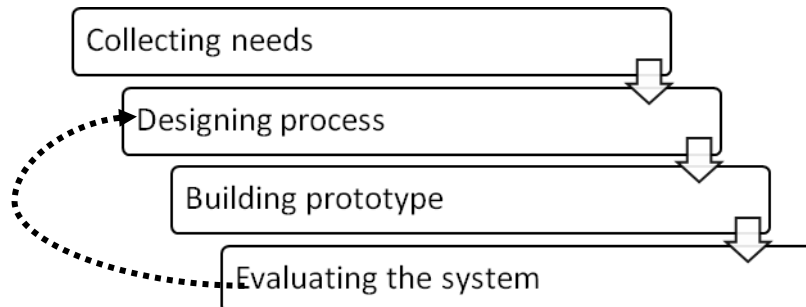 Collecting needs
Designing process
Building prototype
Evaluating the system